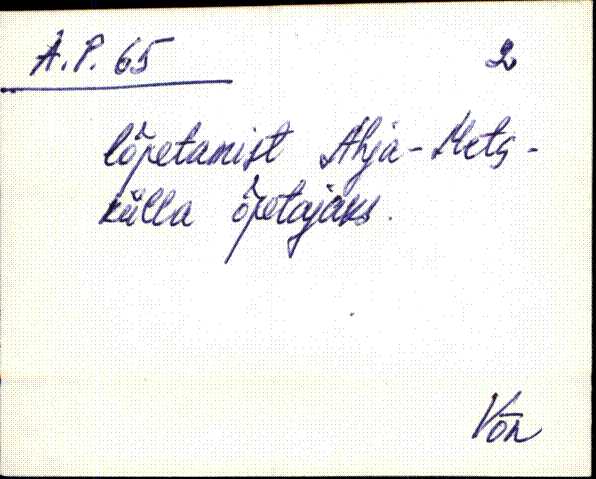 A.P. 65 2
lõpetamist Ahja-Mets-
külla õpetajaks.
Võn